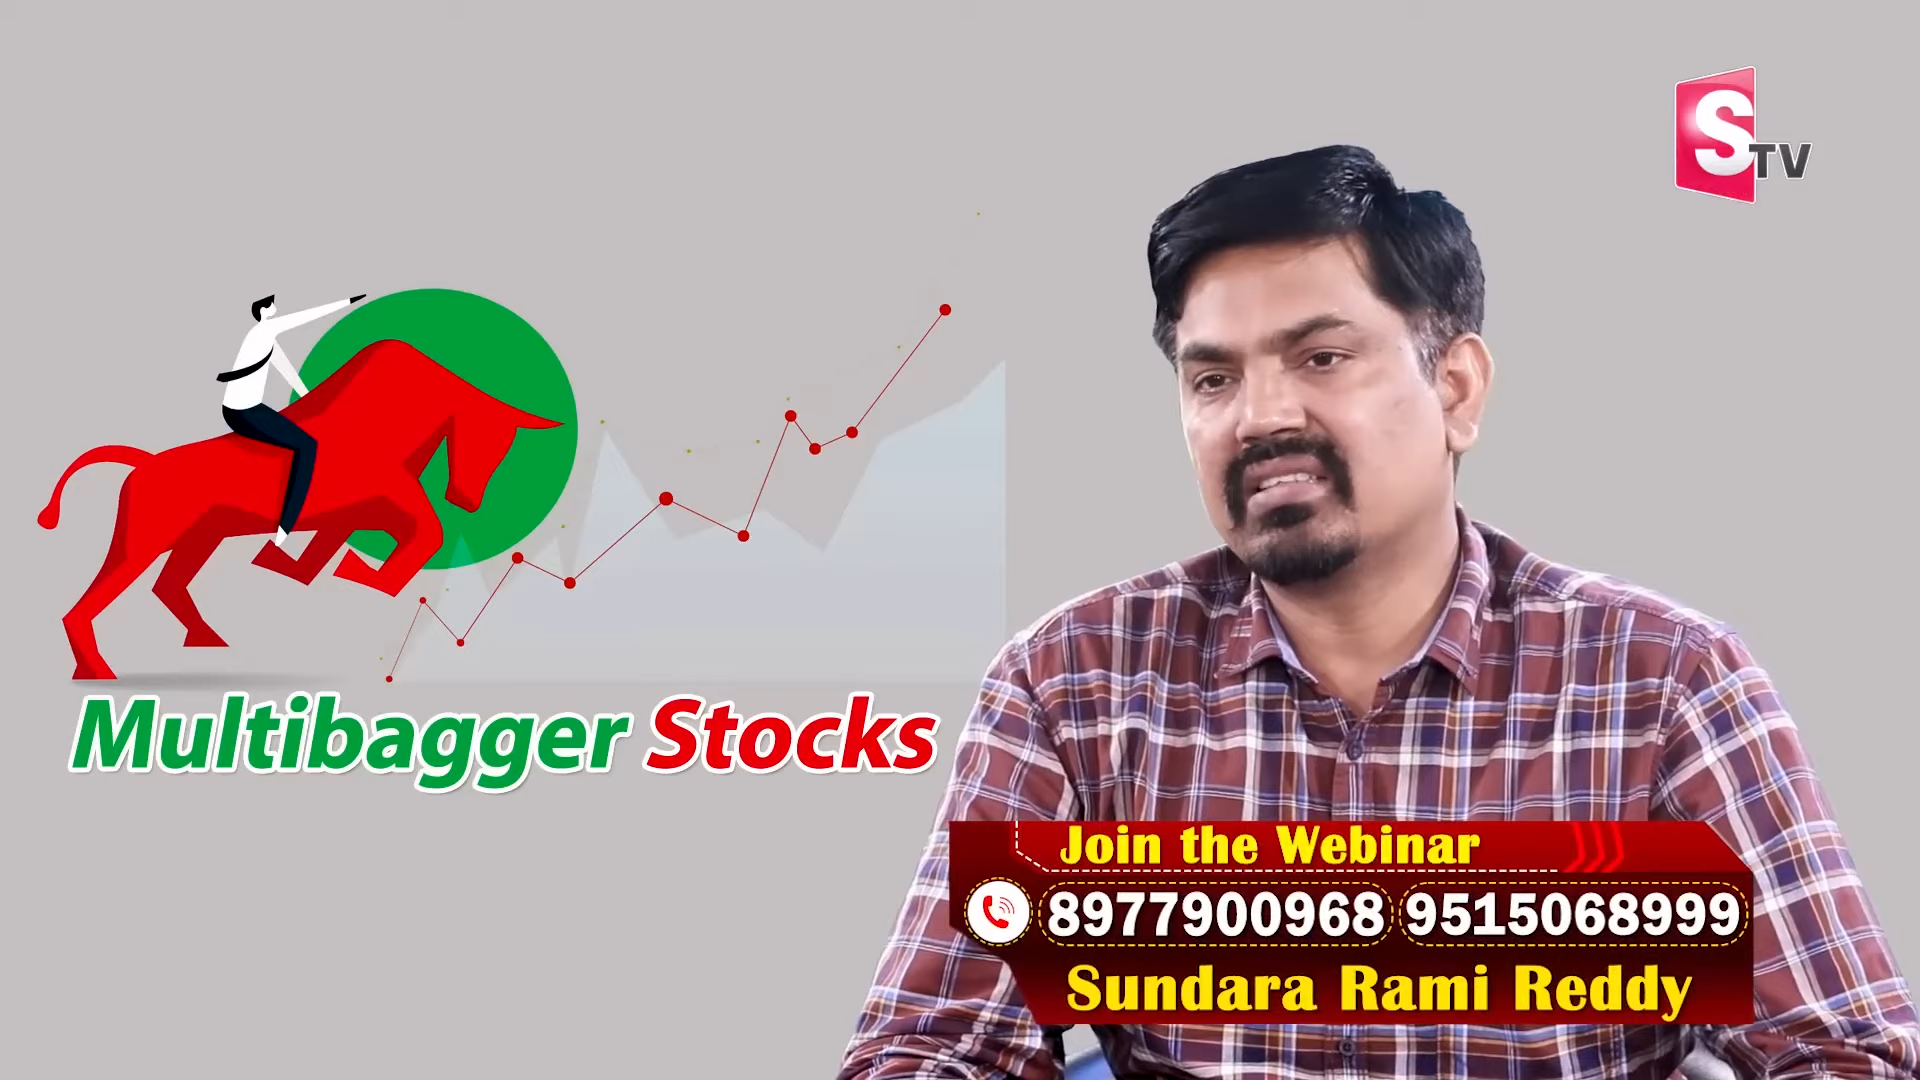 STV
Multibagger Stocks
Join the Webinar
8977900968 9515068999
Sundara Rami Reddy